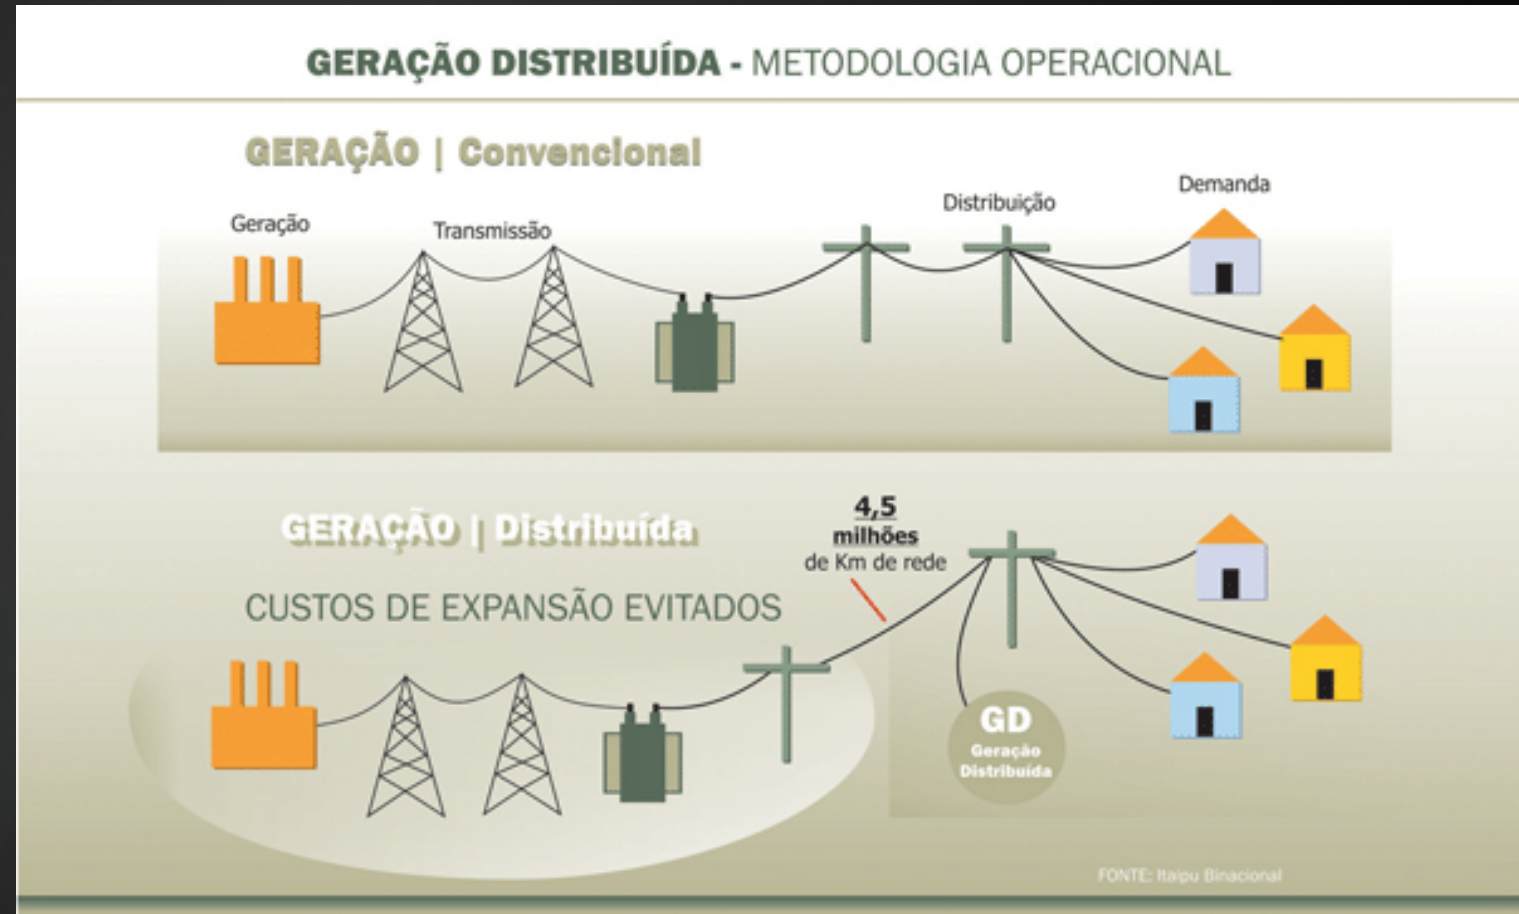 GERAÇÃO DISTRIBUÍDA - METODOLOGIA OPERACIONAL
GERAÇÃO | Convencional
Geração
Transmissão
Distribuição
Demanda
GERAÇÃO | Distribuída
CUSTOS DE EXPANSÃO EVITADOS
4,5
milhões
de Km de rede
GD
Geração
Distribuída
FONTE: Itaipu Binacional